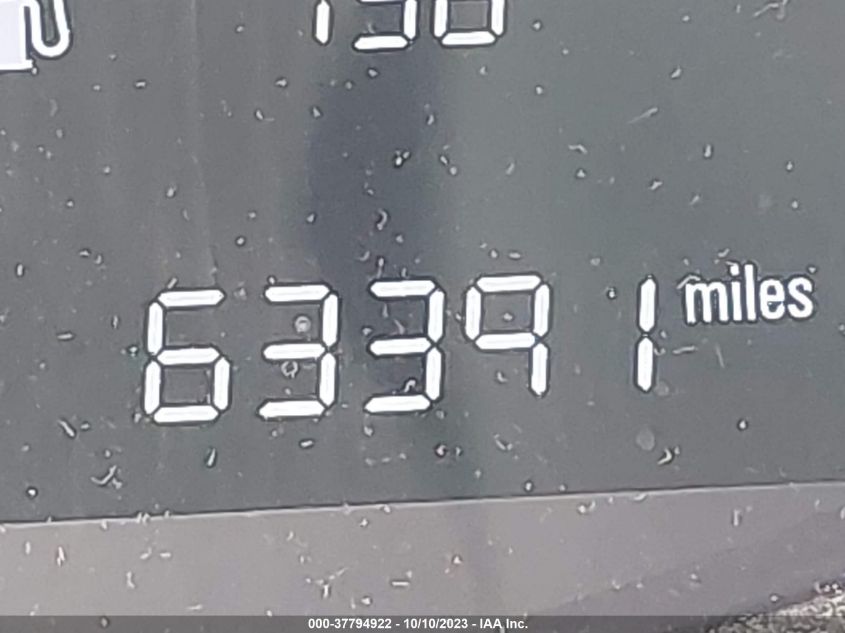 63391 miles
000-37794922 - 10/10/2023 - IAA Inc.